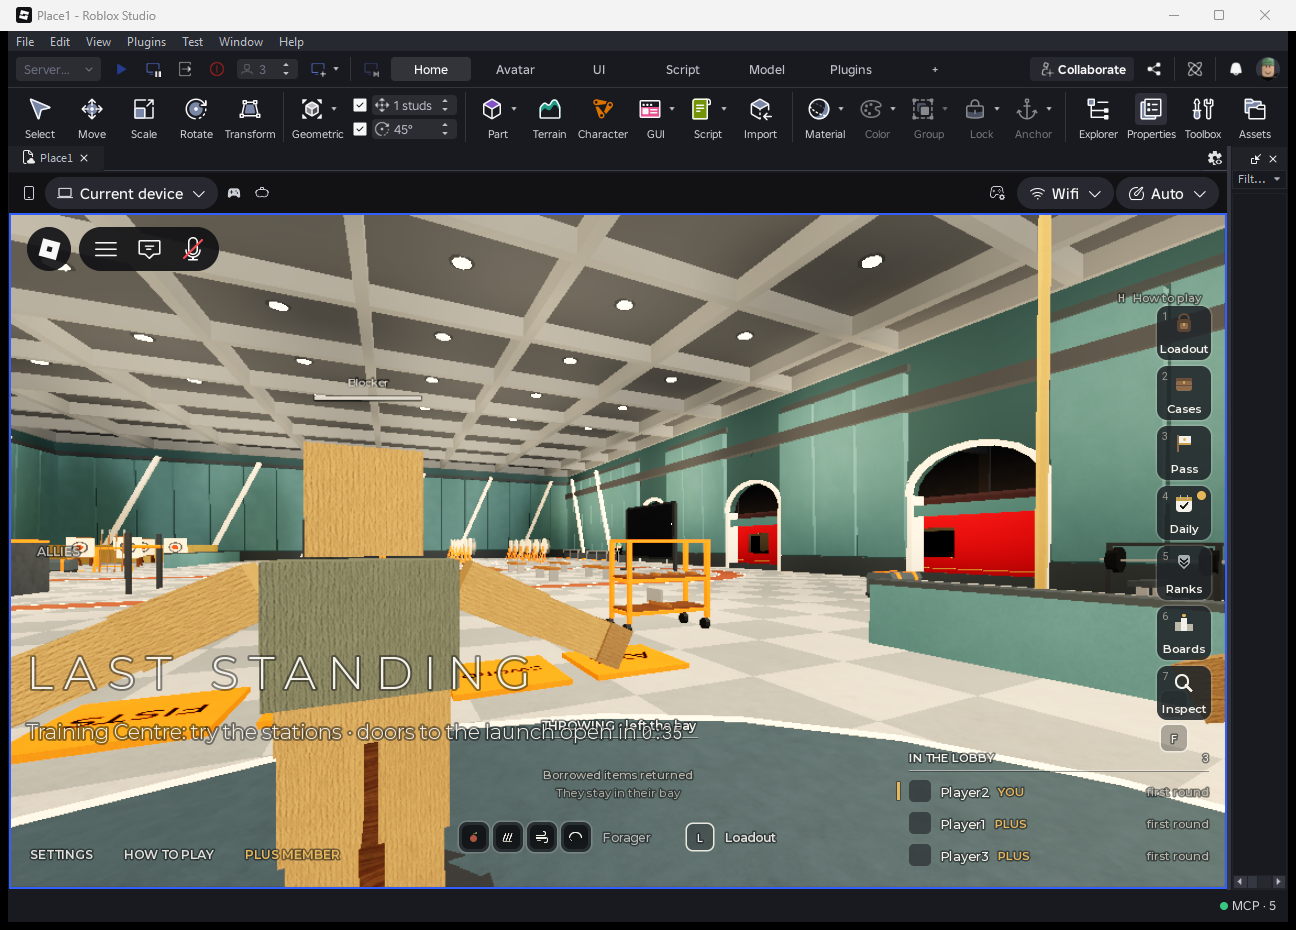 Place1 - Roblox Studio
File Edit View Plugins Test Window Help
Server... 3 Home Avatar UI Script Model Plugins + Collaborate
1 studs
45°
Select Move Scale Rotate Transform Geometric Part Terrain Character GUI Script Import Material Color Group Lock Anchor Explorer Properties Toolbox Assets
Place1
Current device Wifi Auto
Filt...
H How to play
1 Loadout
2 Cases
3 Pass
4 Daily
5 Ranks
6 Boards
7 Inspect
F
Blocker
ALLIES
FISTS
LAST STANDING
THROWING · left the bay
Training Centre: try the stations · doors to the launch open in 0:35
Borrowed items returned
They stay in their bay
Forager L Loadout
IN THE LOBBY 3
Player2 YOU first round
Player1 PLUS first round
Player3 PLUS first round
SETTINGS HOW TO PLAY PLUS MEMBER
MCP · 5